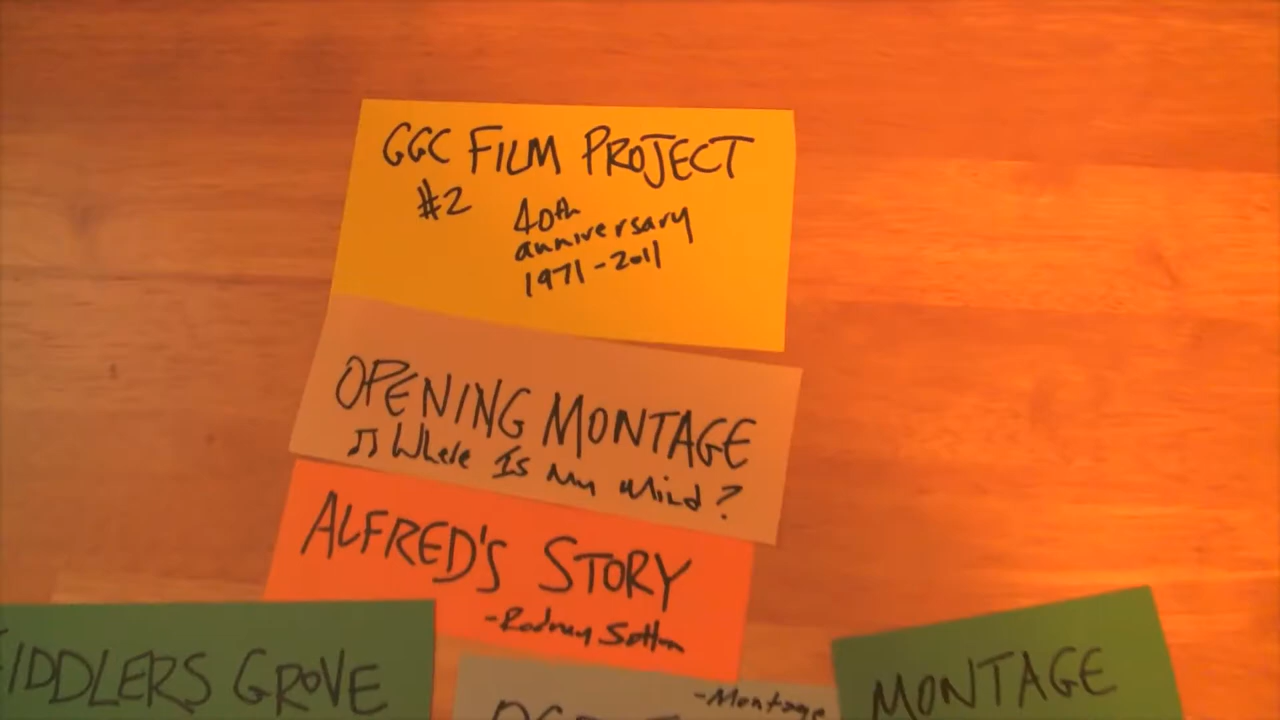 GGC FILM PROJECT
#2
40th
anniversary
1971-2011
OPENING MONTAGE
♫ Where Is My Mind?
ALFRED'S STORY
-Rodney Sutton
IDDLERS GROVE
-Montage
MONTAGE